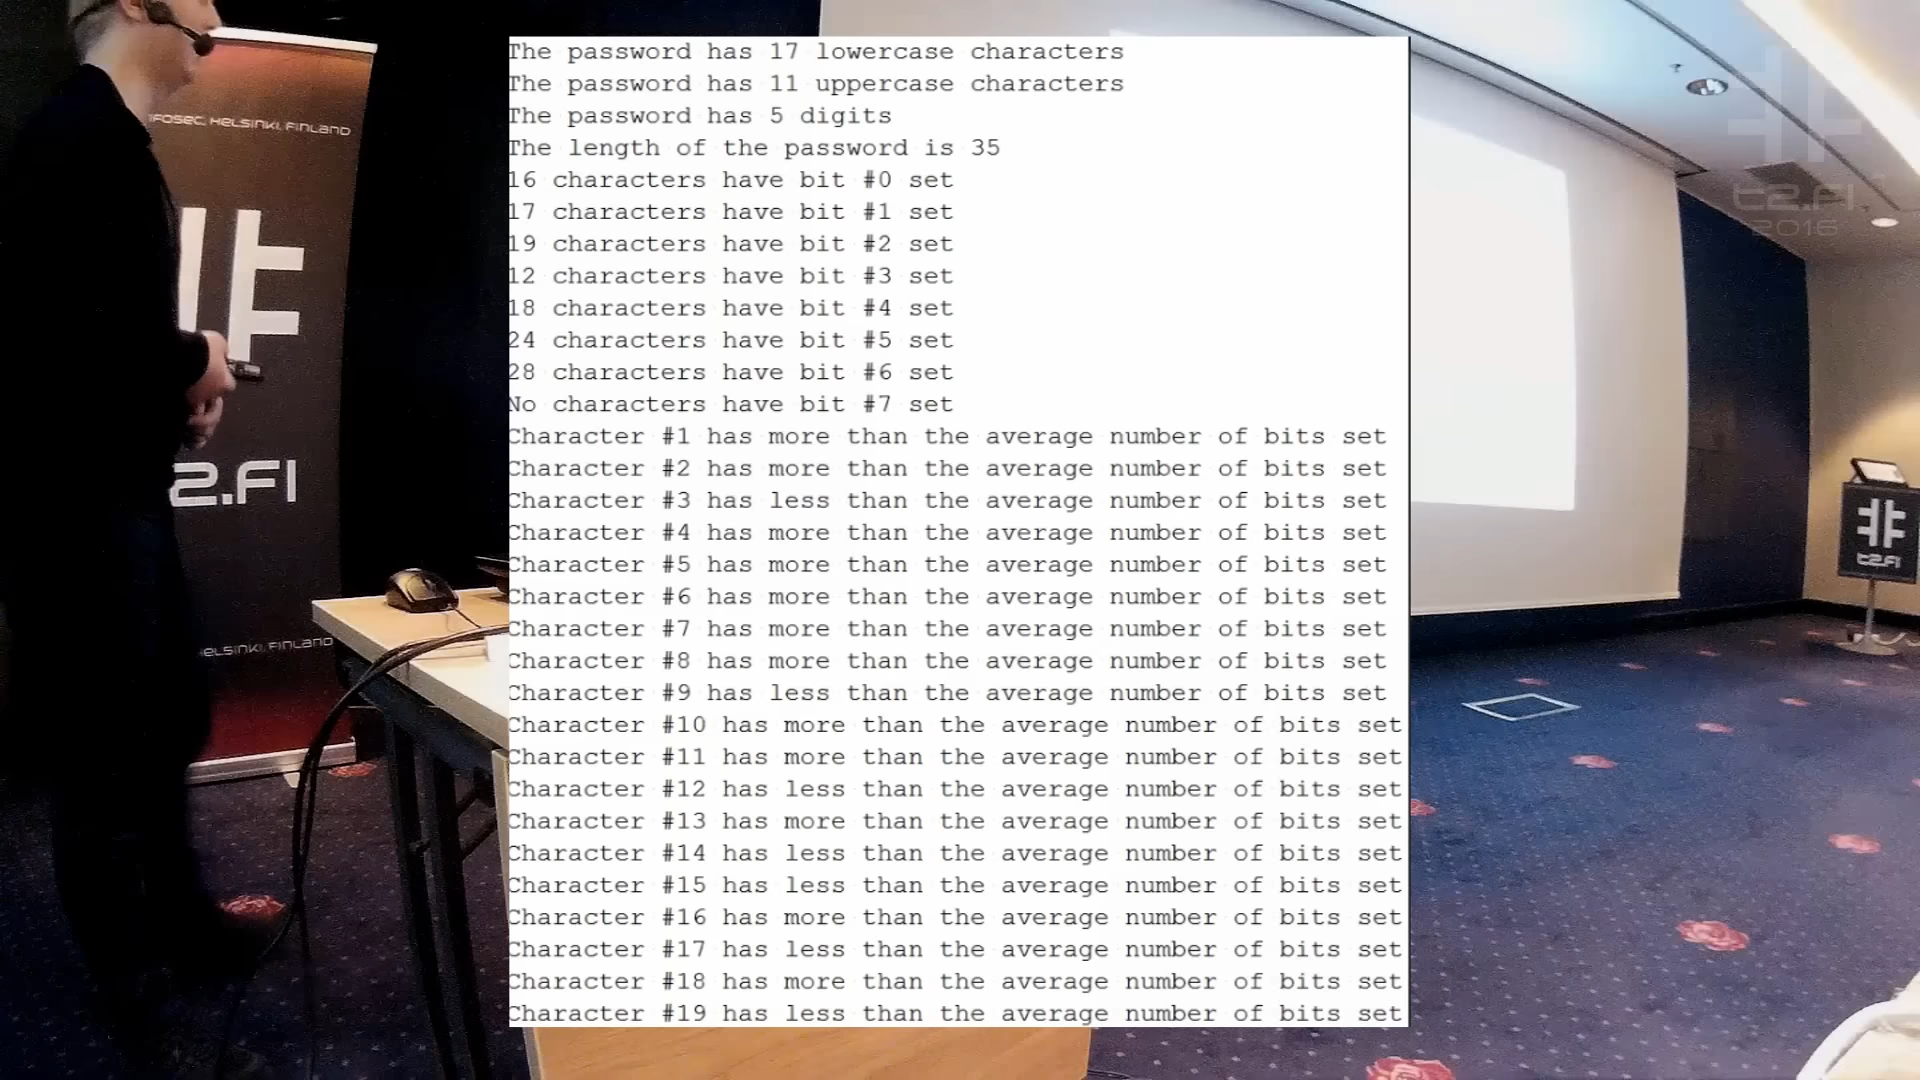 The password has 17 lowercase characters
The password has 11 uppercase characters
The password has 5 digits
The length of the password is 35
16 characters have bit #0 set
17 characters have bit #1 set
19 characters have bit #2 set
12 characters have bit #3 set
18 characters have bit #4 set
24 characters have bit #5 set
28 characters have bit #6 set
No characters have bit #7 set
Character #1 has more than the average number of bits set
Character #2 has more than the average number of bits set
Character #3 has less than the average number of bits set
Character #4 has more than the average number of bits set
Character #5 has more than the average number of bits set
Character #6 has more than the average number of bits set
Character #7 has more than the average number of bits set
Character #8 has more than the average number of bits set
Character #9 has less than the average number of bits set
Character #10 has more than the average number of bits set
Character #11 has more than the average number of bits set
Character #12 has less than the average number of bits set
Character #13 has more than the average number of bits set
Character #14 has less than the average number of bits set
Character #15 has less than the average number of bits set
Character #16 has more than the average number of bits set
Character #17 has less than the average number of bits set
Character #18 has more than the average number of bits set
Character #19 has less than the average number of bits set
HELSINKI, FINLAND
2.FI
HELSINKI, FINLAND
t2.FI
2016
t2.FI